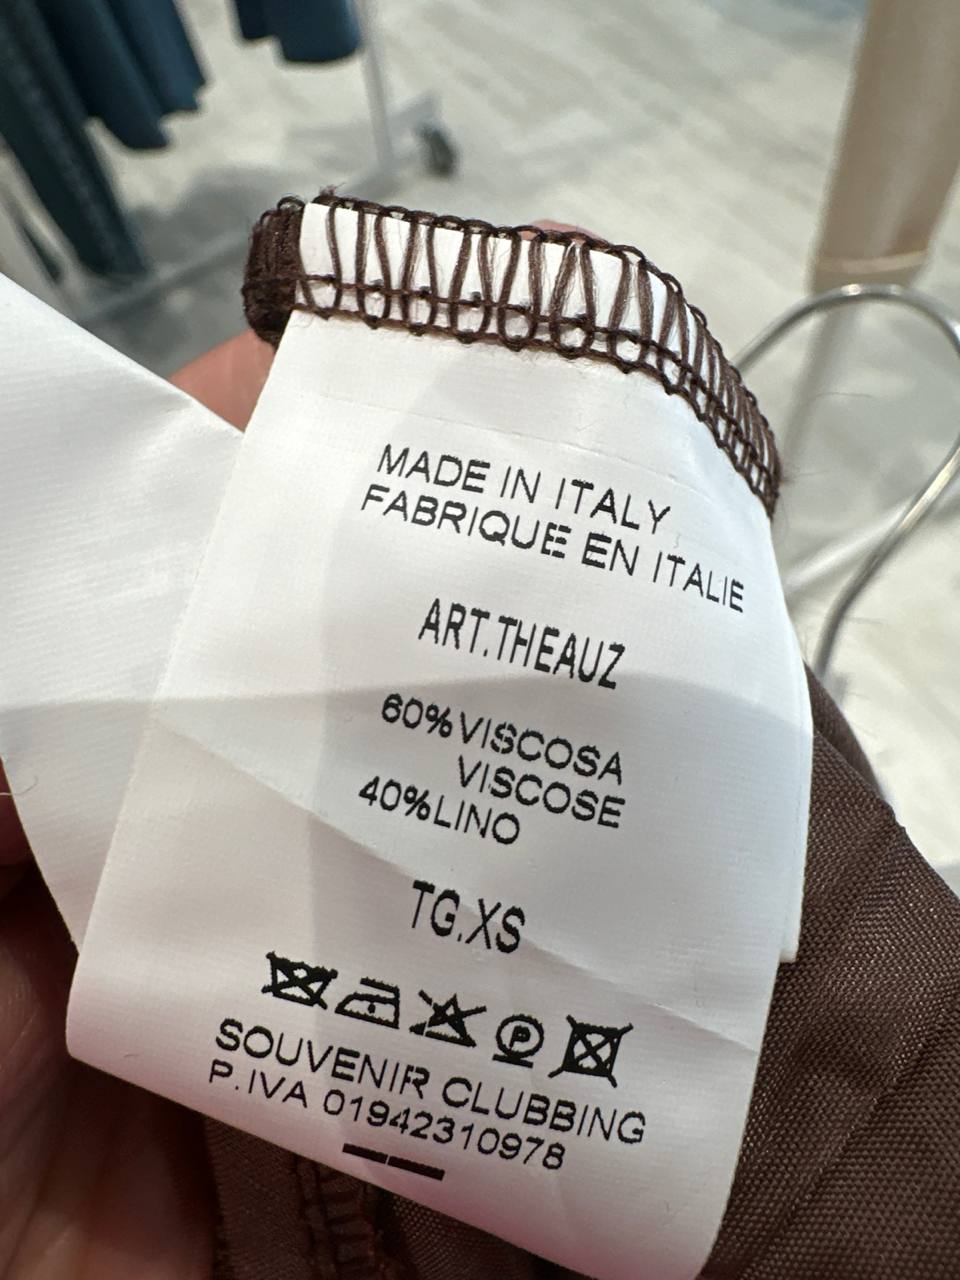 MADE IN ITALY
FABRIQUE EN ITALIE
ART.THEAUZ
60%VISCOSA
VISCOSE
40%LINO
TG.XS
P
SOUVENIR CLUBBING
P.IVA 01942310978